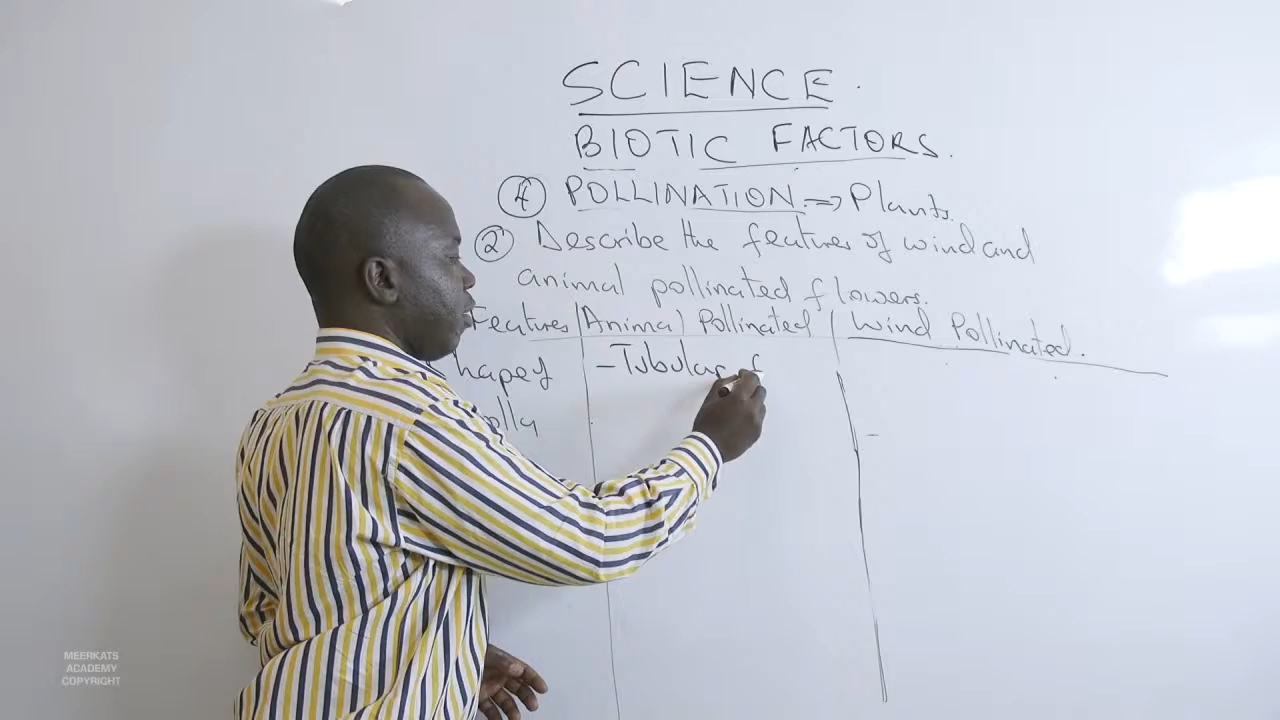 SCIENCE.
BIOTIC FACTORS.
4 POLLINATION. => Plants.
2 Describe the features of wind and
animal pollinated flowers.
Features Animal Pollinated Wind Pollinated.
- Tubular
MEERKATS
ACADEMY
COPYRIGHT